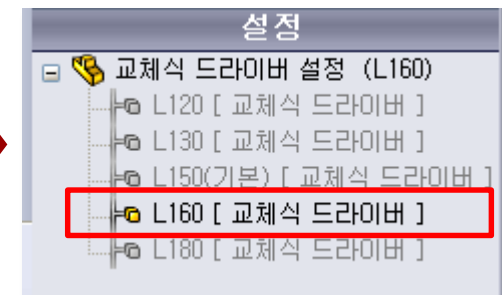 설정
교체식 드라이버 설정 (L160)
L120 [ 교체식 드라이버 ]
L130 [ 교체식 드라이버 ]
L150(기본) [ 교체식 드라이버 ]
L160 [ 교체식 드라이버 ]
L180 [ 교체식 드라이버 ]